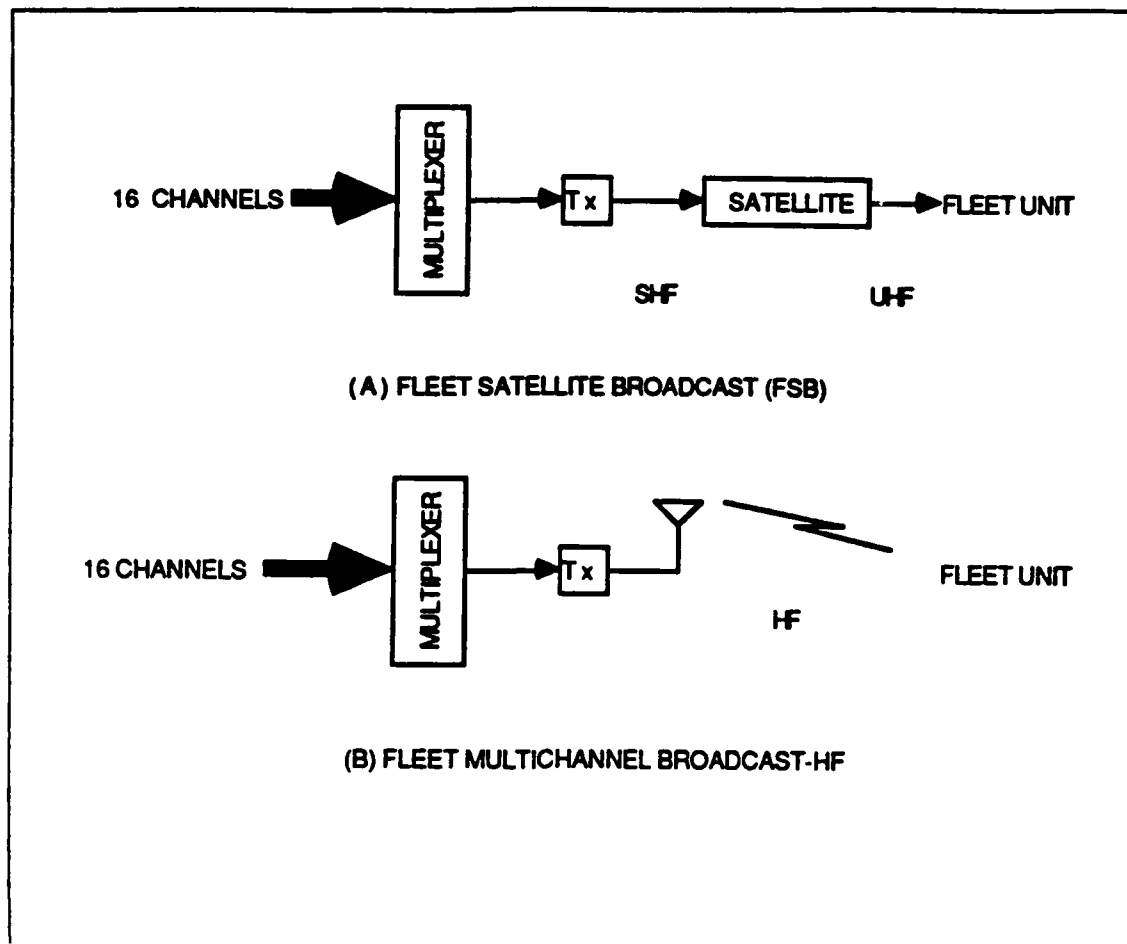 16 CHANNELS
MULTIPLEXER
Tx
SATELLITE
FLEET UNIT
SHF
UHF
(A) FLEET SATELLITE BROADCAST (FSB)
16 CHANNELS
MULTIPLEXER
Tx
FLEET UNIT
HF
(B) FLEET MULTICHANNEL BROADCAST-HF